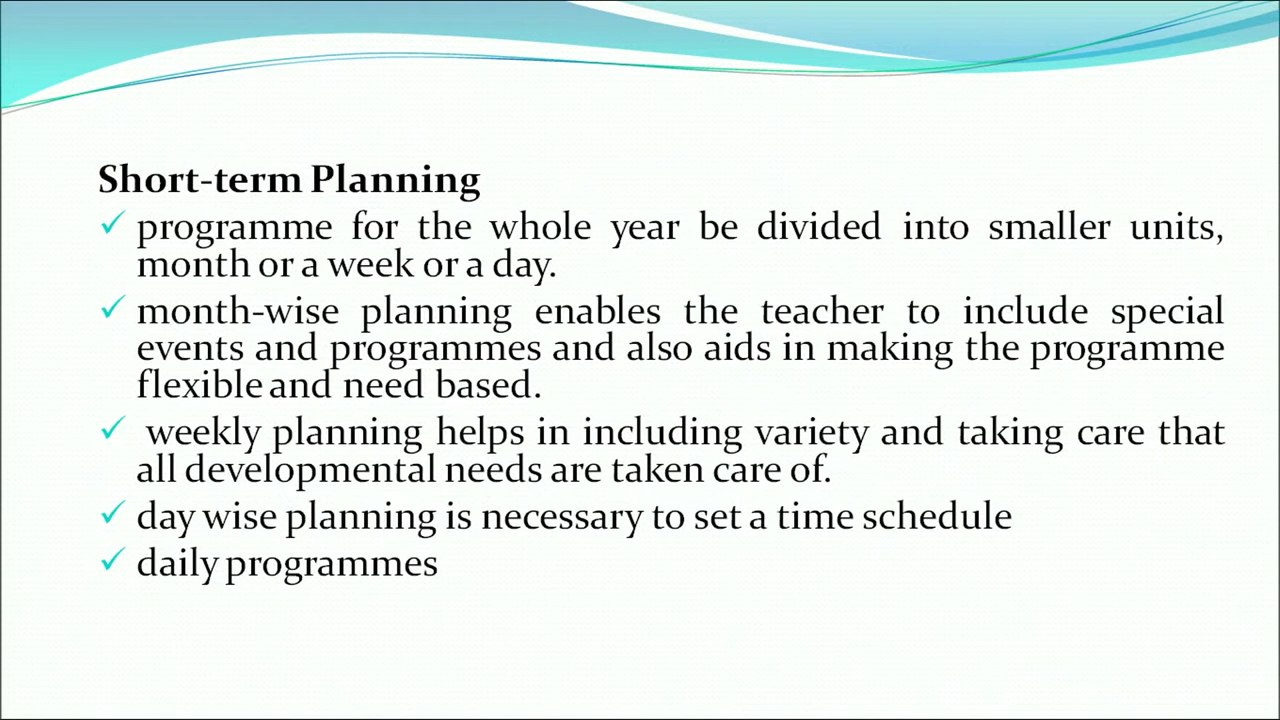 Short-term Planning
✓ programme for the whole year be divided into smaller units,
month or a week or a day.
✓ month-wise planning enables the teacher to include special
events and programmes and also aids in making the programme
flexible and need based.
✓ weekly planning helps in including variety and taking care that
all developmental needs are taken care of.
✓ day wise planning is necessary to set a time schedule
✓ daily programmes